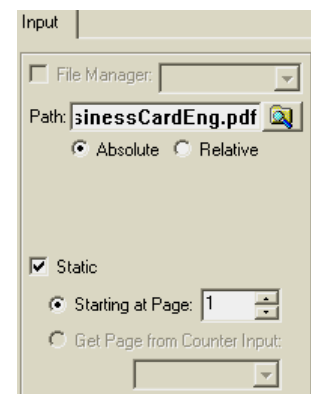 Input
File Manager:
Path: sinessCardEng.pdf
Absolute Relative
Static
Starting at Page: 1
Get Page from Counter Input: